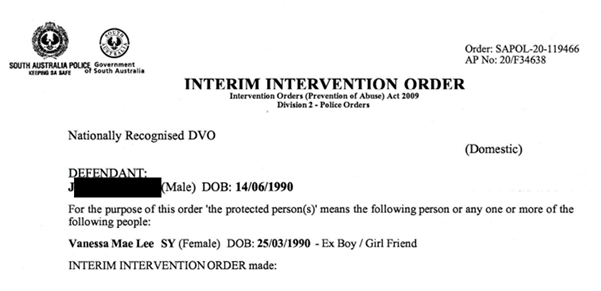 SOUTH AUSTRALIA POLICE
KEEPING SA SAFE
Government
of South Australia
Order: SAPOL-20-119466
AP No: 20/F34638
INTERIM INTERVENTION ORDER
Intervention Orders (Prevention of Abuse) Act 2009
Division 2 - Police Orders
Nationally Recognised DVO
(Domestic)
DEFENDANT:
J (Male) DOB: 14/06/1990
For the purpose of this order 'the protected person(s)' means the following person or any one or more of the
following people:
Vanessa Mae Lee SY (Female) DOB: 25/03/1990 - Ex Boy / Girl Friend
INTERIM INTERVENTION ORDER made: